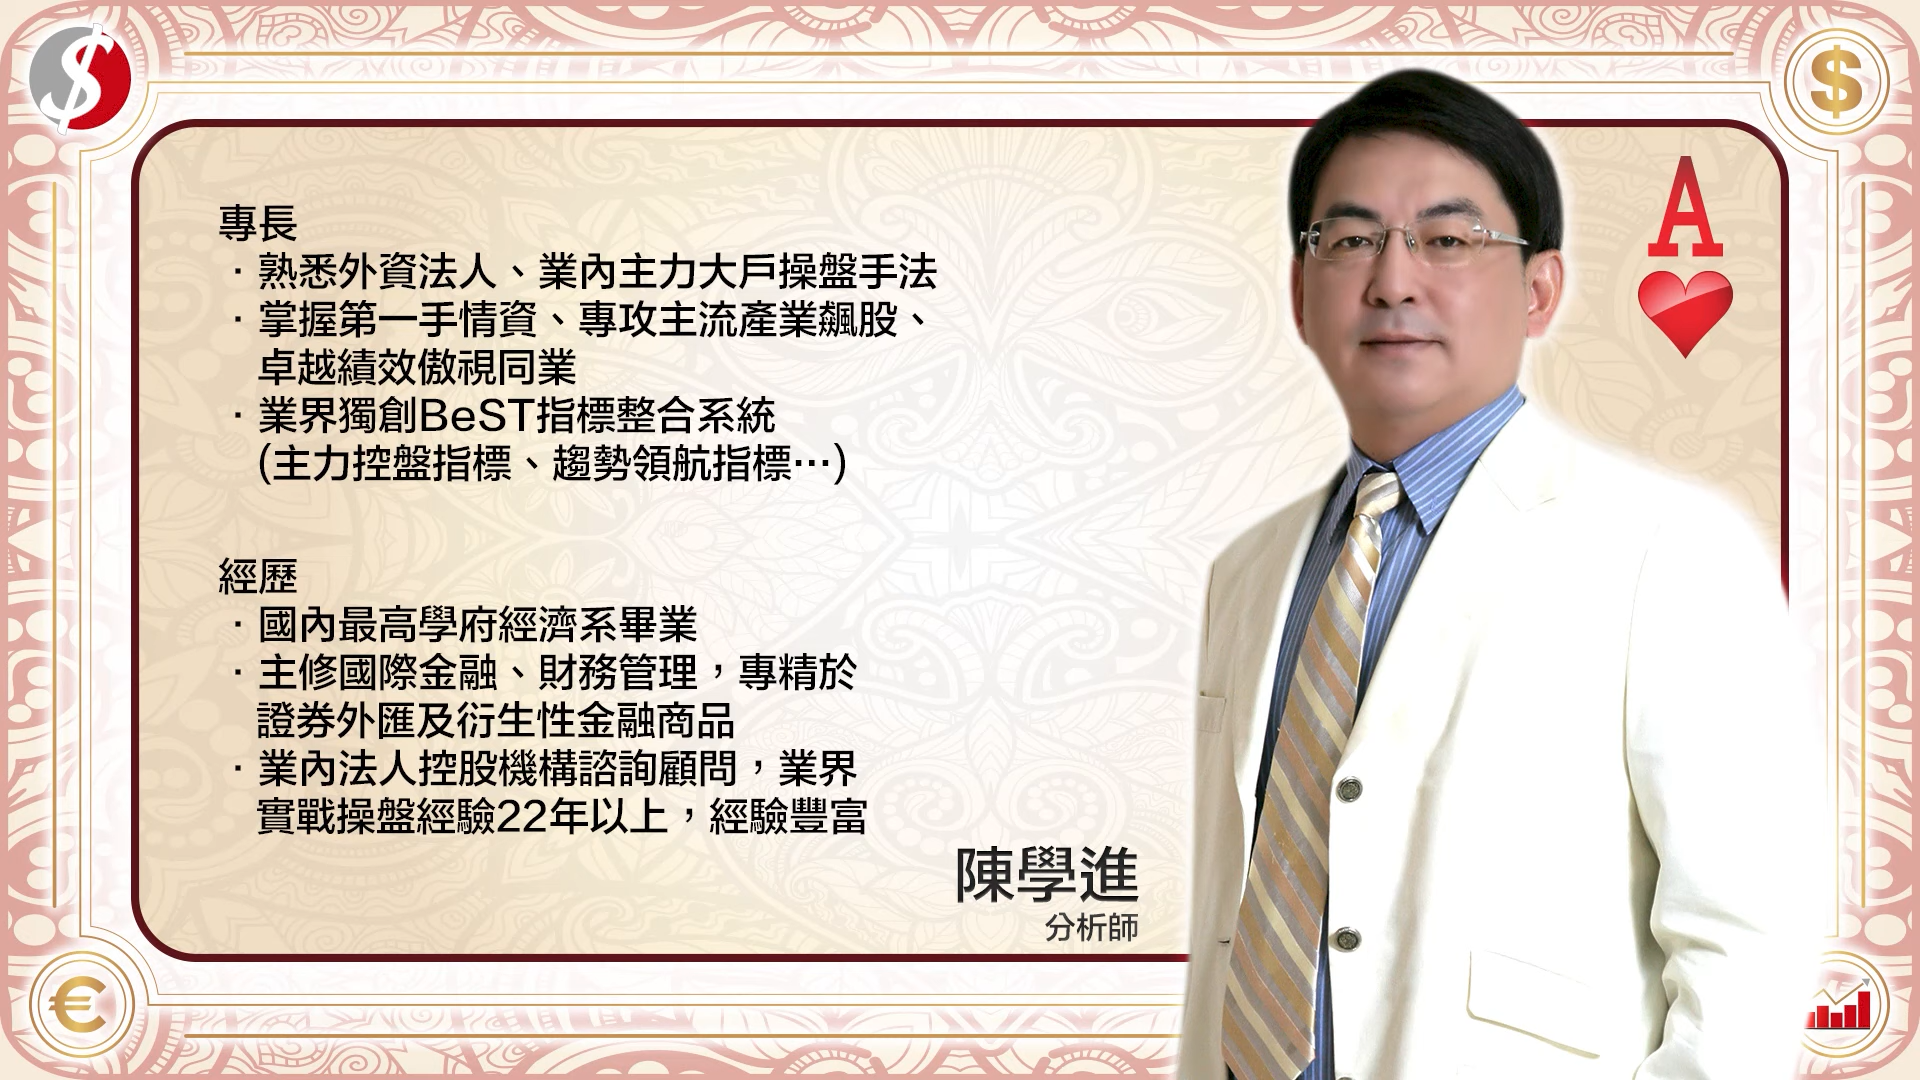 專長
·熟悉外資法人、業內主力大戶操盤手法
·掌握第一手情資、專攻主流產業飆股、
卓越績效傲視同業
·業界獨創BeST指標整合系統
(主力控盤指標、趨勢領航指標…)
經歷
·國內最高學府經濟系畢業
·主修國際金融、財務管理，專精於
證券外匯及衍生性金融商品
·業內法人控股機構諮詢顧問，業界
實戰操盤經驗22年以上，經驗豐富
陳學進
分析師
A
$
$
€